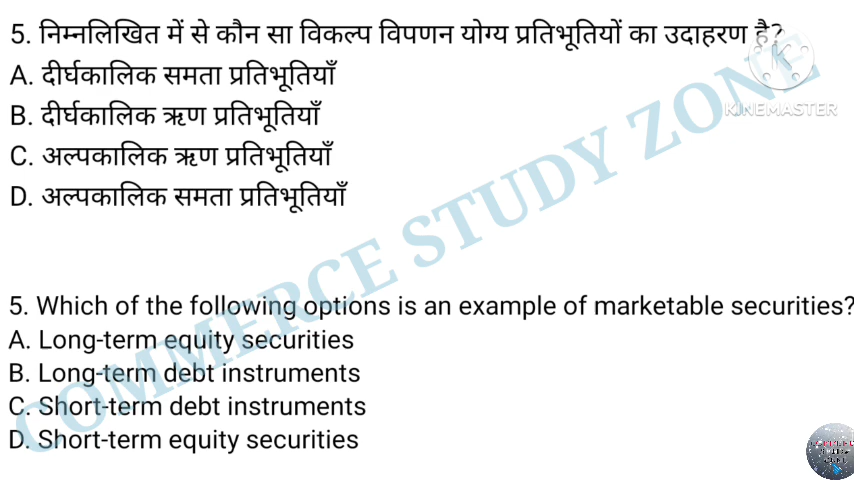 5. निम्नलिखित में से कौन सा विकल्प विपणन योग्य प्रतिभूतियों का उदाहरण है?
A. दीर्घकालिक समता प्रतिभूतियाँ
B. दीर्घकालिक ऋण प्रतिभूतियाँ
C. अल्पकालिक ऋण प्रतिभूतियाँ
D. अल्पकालिक समता प्रतिभूतियाँ
K
KINEMASTER
COMMERCE STUDY ZONE
5. Which of the following options is an example of marketable securities?
A. Long-term equity securities
B. Long-term debt instruments
C. Short-term debt instruments
D. Short-term equity securities